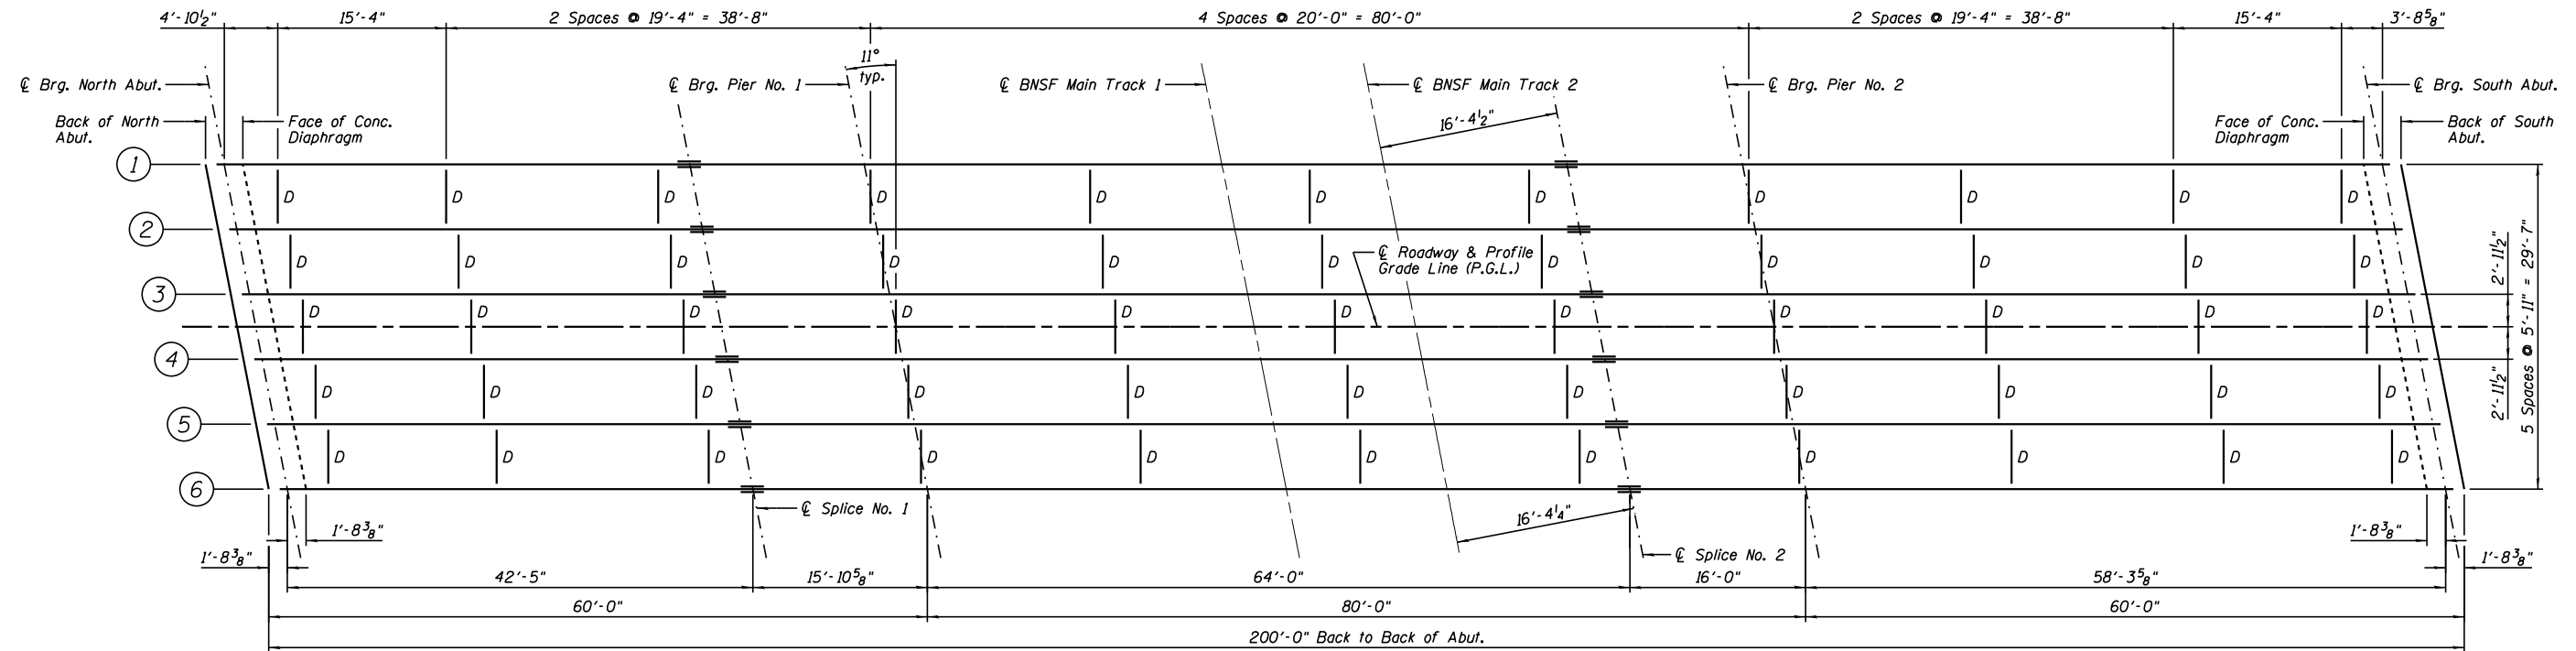 4'-10½" 15'-4" 2 Spaces @ 19'-4" = 38'-8" 4 Spaces @ 20'-0" = 80'-0" 2 Spaces @ 19'-4" = 38'-8" 15'-4" 3'-8⅝"
11°
typ.
℄ Brg. North Abut. ℄ Brg. Pier No. 1 ℄ BNSF Main Track 1 ℄ BNSF Main Track 2 ℄ Brg. Pier No. 2 ℄ Brg. South Abut.
16'-4½"
Back of North
Abut.
Face of Conc.
Diaphragm
Face of Conc.
Diaphragm
Back of South
Abut.
1
D D D D D D D D D D D
2
D D D D D D D D D D D
℄ Roadway & Profile
Grade Line (P.G.L.)
3
D D D D D D D D D D D
4
D D D D D D D D D D D
5
D D D D D D D D D D D
6
2'-11½"
2'-11½"
5 Spaces @ 5'-11" = 29'-7"
℄ Splice No. 1
16'-4¼"
℄ Splice No. 2
1'-8⅜" 1'-8⅜"
1'-8⅜" 1'-8⅜"
42'-5" 15'-10⅝" 64'-0" 16'-0" 58'-3⅝"
60'-0" 80'-0" 60'-0"
200'-0" Back to Back of Abut.